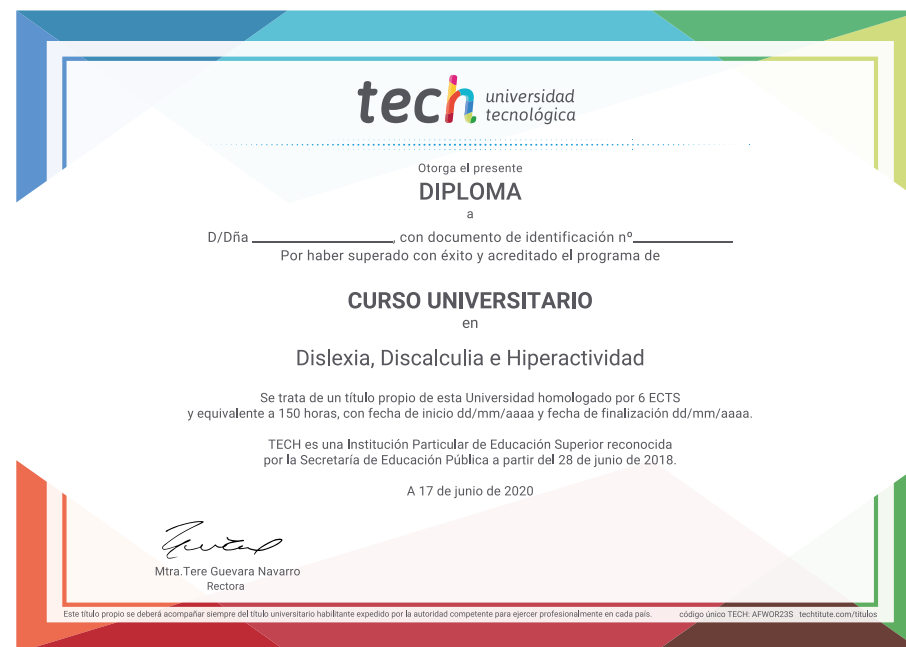 tech universidad
tecnológica
Otorga el presente
DIPLOMA
a
D/Dña ____________________, con documento de identificación nº______________
Por haber superado con éxito y acreditado el programa de
CURSO UNIVERSITARIO
en
Dislexia, Discalculia e Hiperactividad
Se trata de un título propio de esta Universidad homologado por 6 ECTS
y equivalente a 150 horas, con fecha de inicio dd/mm/aaaa y fecha de finalización dd/mm/aaaa.
TECH es una Institución Particular de Educación Superior reconocida
por la Secretaría de Educación Pública a partir del 28 de junio de 2018.
A 17 de junio de 2020
Mtra.Tere Guevara Navarro
Rectora
Este título propio se deberá acompañar siempre del título universitario habilitante expedido por la autoridad competente para ejercer profesionalmente en cada país. código único TECH: AFWOR23S techtitute.com/titulos